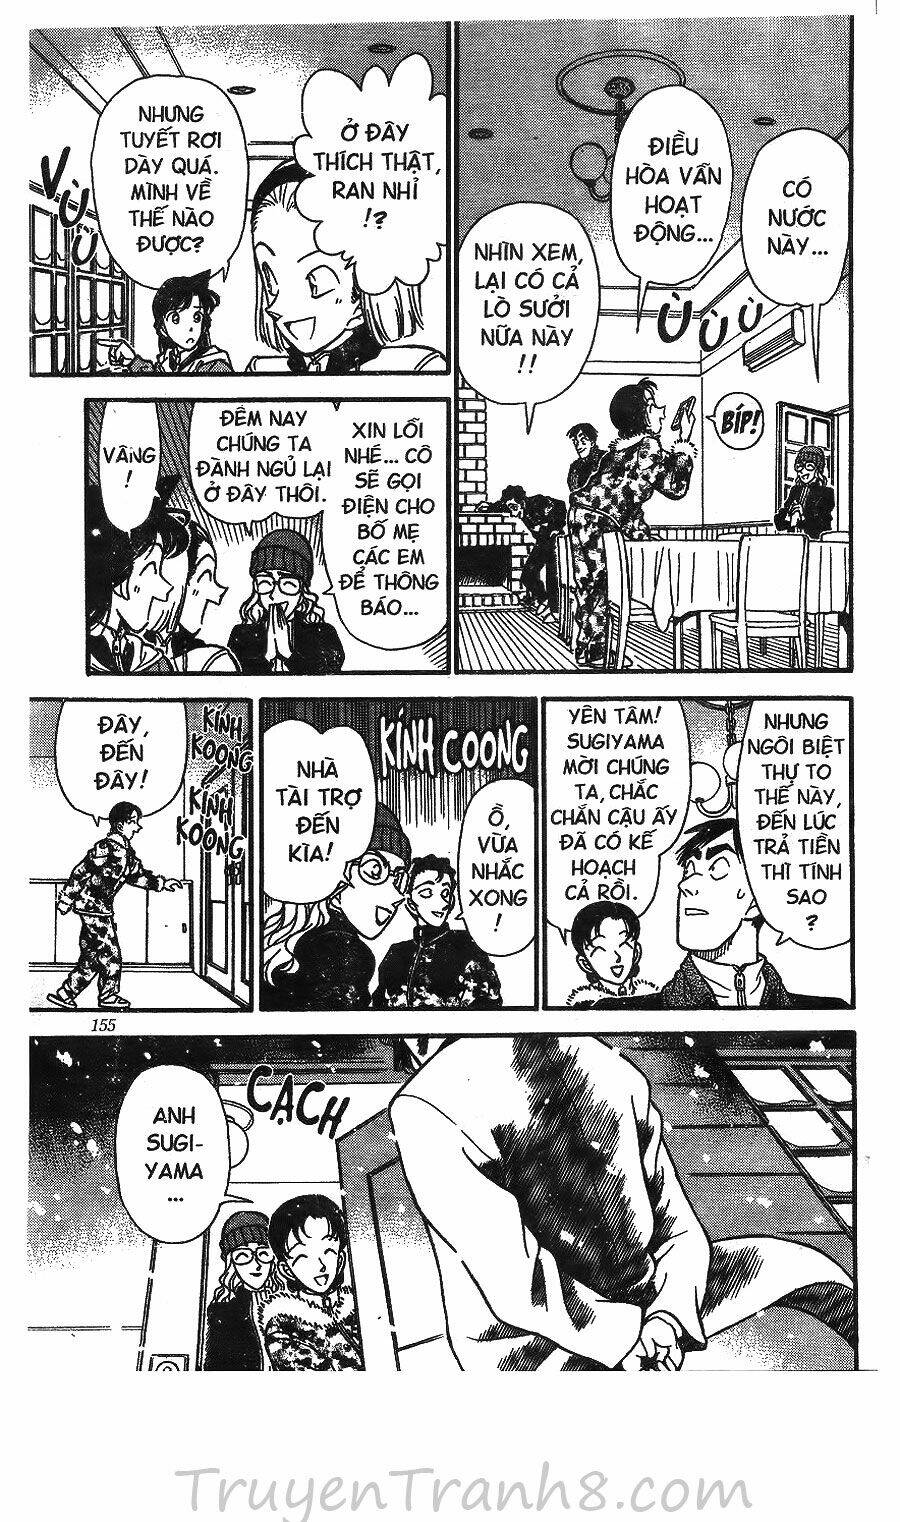 CÓ
NƯỚC
NÀY...
ĐIỀU
HÒA VẪN
HOẠT
ĐỘNG...
NHÌN XEM,
LẠI CÓ CẢ
LÒ SƯỞI
NỮA NÀY
!!
Ù Ù Ù
BÍP!
Ở ĐÂY
THÍCH THẬT,
RAN NHỈ
!?
NHƯNG
TUYẾT RƠI
DÀY QUÁ.
MÌNH VỀ
THẾ NÀO
ĐƯỢC?
VÙ Ù
XIN LỖI
NHÉ... CÔ
SẼ GỌI
ĐIỆN CHO
BỐ MẸ
CÁC EM
ĐỂ THÔNG
BÁO...
ĐÊM NAY
CHÚNG TA
ĐÀNH NGỦ LẠI
Ở ĐÂY THÔI.
VÂNG
!
NHƯNG
NGÔI BIỆT
THỰ TO
THẾ NÀY,
ĐẾN LÚC
TRẢ TIỀN
THÌ TÍNH
SAO
?
YÊN TÂM!
SUGIYAMA
MỜI CHÚNG
TA, CHẮC
CHẮN CẬU ẤY
ĐÃ CÓ KẾ
HOẠCH
CẢ RỒI.
KÍNH COONG
Ồ,
VỪA
NHẮC
XONG
!
NHÀ
TÀI TRỢ
ĐẾN
KÌA!
KÍNH
KOONG
KÍNH
KOONG
ĐÂY,
ĐẾN
ĐÂY!
155
CẠCH
ANH
SUGI-
YAMA
...
TruyenTranh8.com